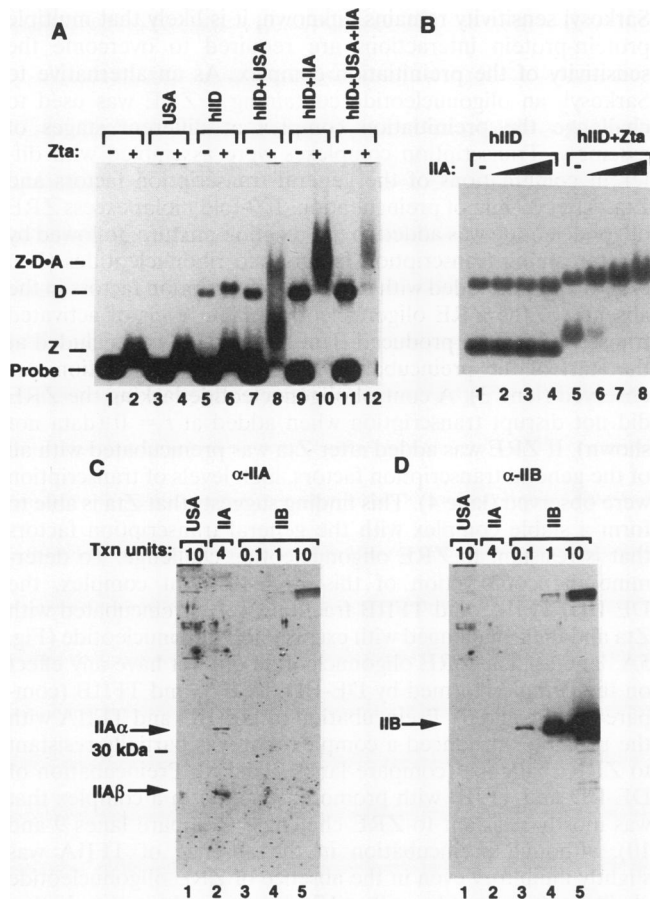 A
USA
hIID
hIID+USA
hIID+IIA
hIID+USA+IIA
Zta: - + - + - + - + - + - +
Z•D•A
D
Z
Probe
1 2 3 4 5 6 7 8 9 10 11 12
B
hIID hIID+Zta
IIA:
1 2 3 4 5 6 7 8
C
α-IIA
USA
IIA
IIB
Txn units: 10 4 0.1 1 10
IIAα
30 kDa
IIAβ
1 2 3 4 5
D
α-IIB
USA
IIA
IIB
10 4 0.1 1 10
IIB
1 2 3 4 5